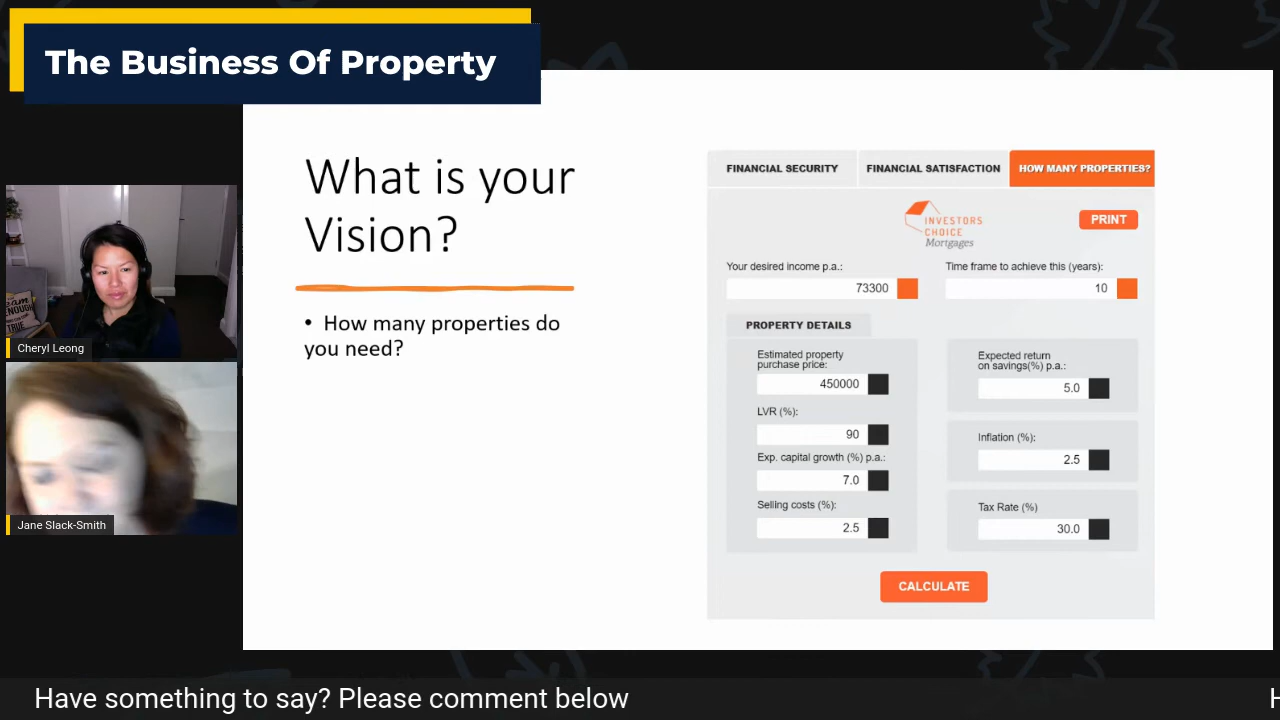 The Business Of Property
What is your
Vision?
• How many properties do
you need?
FINANCIAL SECURITY
FINANCIAL SATISFACTION
HOW MANY PROPERTIES?
INVESTORS
CHOICE
Mortgages
PRINT
Your desired income p.a.:
73300
Time frame to achieve this (years):
10
PROPERTY DETAILS
Estimated property
purchase price:
450000
LVR (%):
90
Exp. capital growth (%) p.a.:
7.0
Selling costs (%):
2.5
Expected return
on savings(%) p.a.:
5.0
Inflation (%):
2.5
Tax Rate (%)
30.0
CALCULATE
Cheryl Leong
Jane Slack-Smith
Have something to say? Please comment below